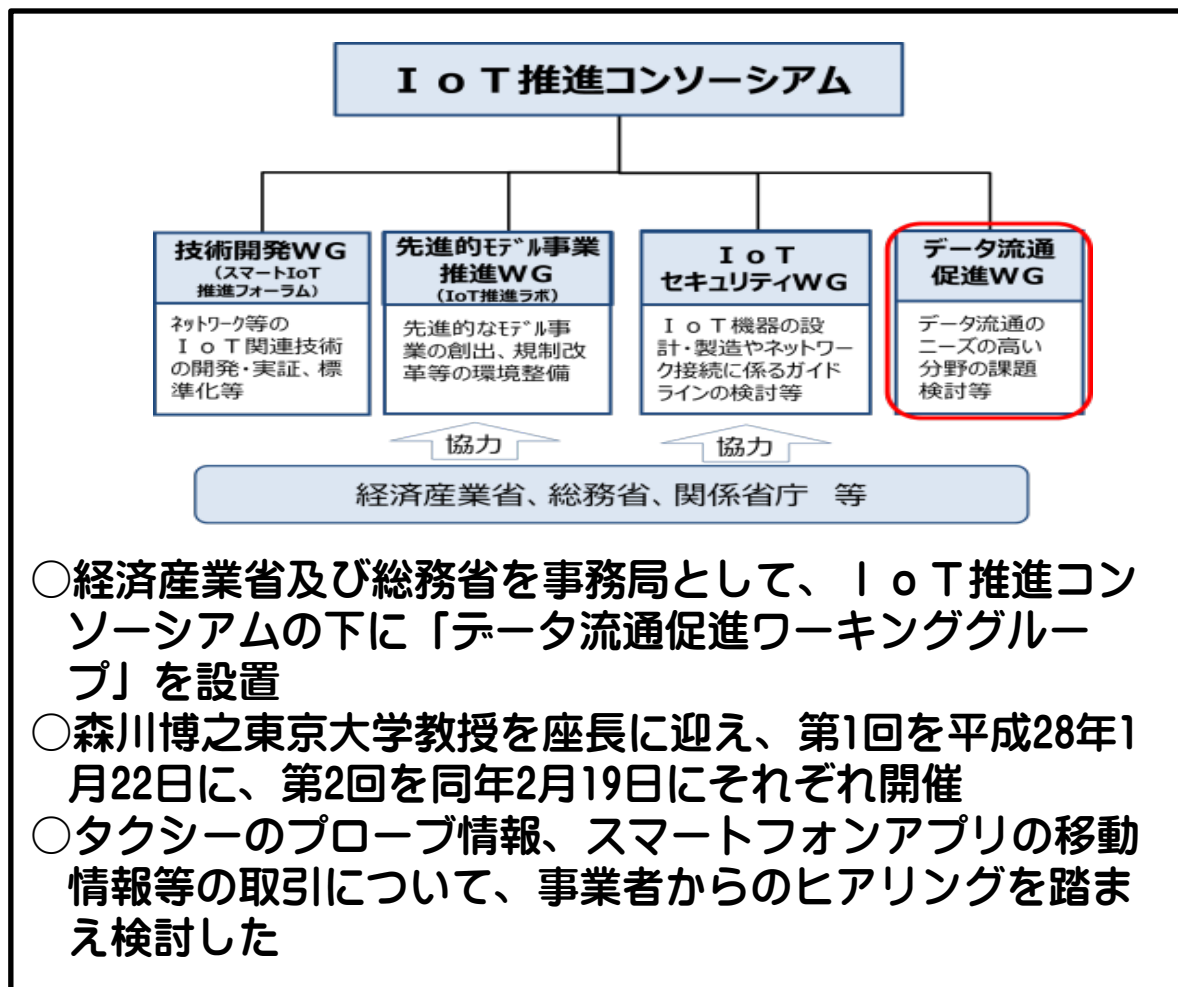 ＩｏＴ推進コンソーシアム
技術開発WG
(スマートIoT
推進フォーラム)
ﾈｯﾄﾜｰｸ等の
ＩｏＴ関連技術
の開発・実証、標
準化等
先進的ﾓﾃﾞﾙ事業
推進WG
(IoT推進ラボ)
先進的なﾓﾃﾞﾙ事
業の創出、規制改
革等の環境整備
ＩｏＴ
セキュリティWG
ＩｏＴ機器の設
計・製造やネットワー
ク接続に係るガイド
ラインの検討等
データ流通
促進WG
データ流通の
ニーズの高い
分野の課題
検討等
協力
協力
経済産業省、総務省、関係省庁　等
○経済産業省及び総務省を事務局として、ＩｏＴ推進コン
ソーシアムの下に「データ流通促進ワーキンググルー
プ」を設置
○森川博之東京大学教授を座長に迎え、第1回を平成28年1
月22日に、第2回を同年2月19日にそれぞれ開催
○タクシーのプローブ情報、スマートフォンアプリの移動
情報等の取引について、事業者からのヒアリングを踏ま
え検討した